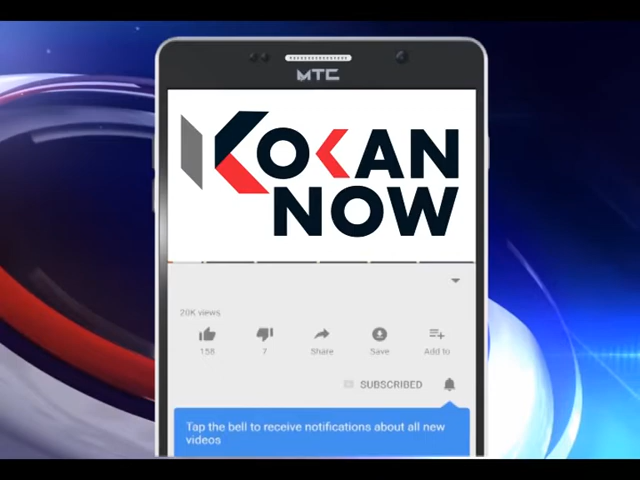 MTC
KOKAN
NOW
20K views
158
7
Share
Save
Add to
SUBSCRIBED
Tap the bell to receive notifications about all new
videos